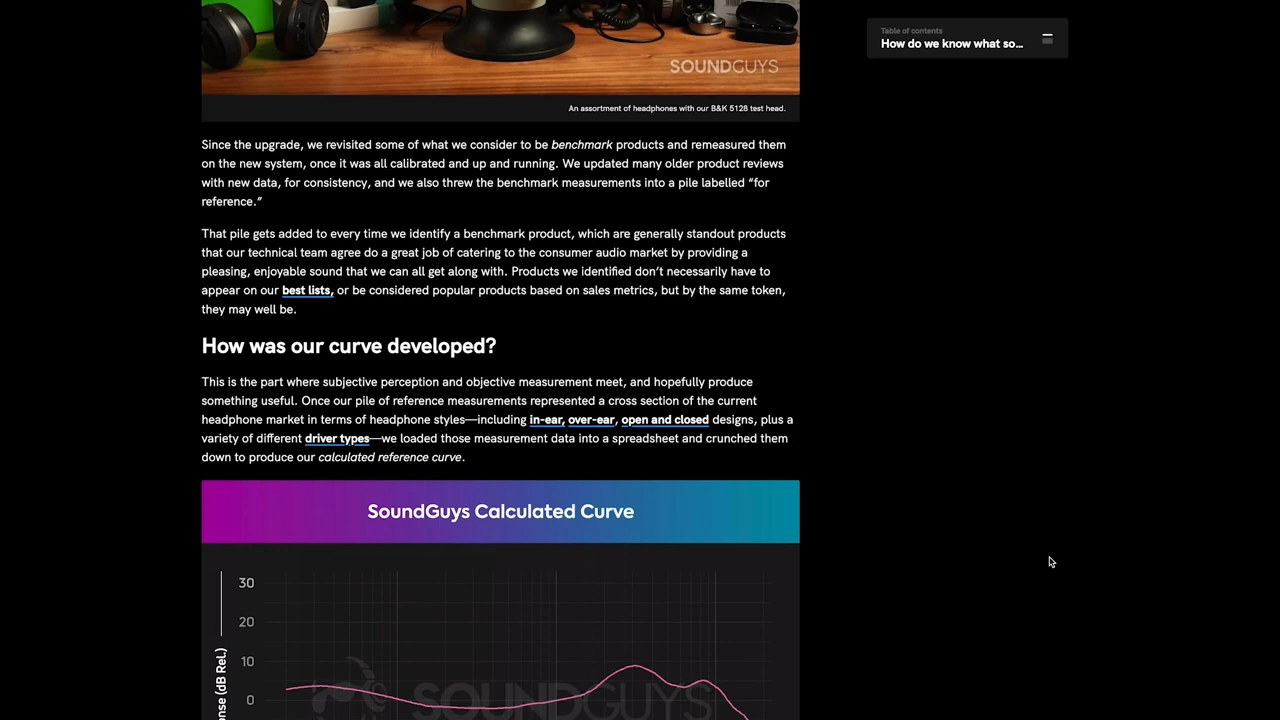 Table of contents
How do we know what so...
SOUNDGUYS
An assortment of headphones with our B&K 5128 test head.
Since the upgrade, we revisited some of what we consider to be benchmark products and remeasured them
on the new system, once it was all calibrated and up and running. We updated many older product reviews
with new data, for consistency, and we also threw the benchmark measurements into a pile labelled “for
reference.”
That pile gets added to every time we identify a benchmark product, which are generally standout products
that our technical team agree do a great job of catering to the consumer audio market by providing a
pleasing, enjoyable sound that we can all get along with. Products we identified don’t necessarily have to
appear on our best lists, or be considered popular products based on sales metrics, but by the same token,
they may well be.
How was our curve developed?
This is the part where subjective perception and objective measurement meet, and hopefully produce
something useful. Once our pile of reference measurements represented a cross section of the current
headphone market in terms of headphone styles—including in-ear, over-ear, open and closed designs, plus a
variety of different driver types—we loaded those measurement data into a spreadsheet and crunched them
down to produce our calculated reference curve.
SoundGuys Calculated Curve
30
20
10
0
(dB Rel.)
SOUNDGUYS